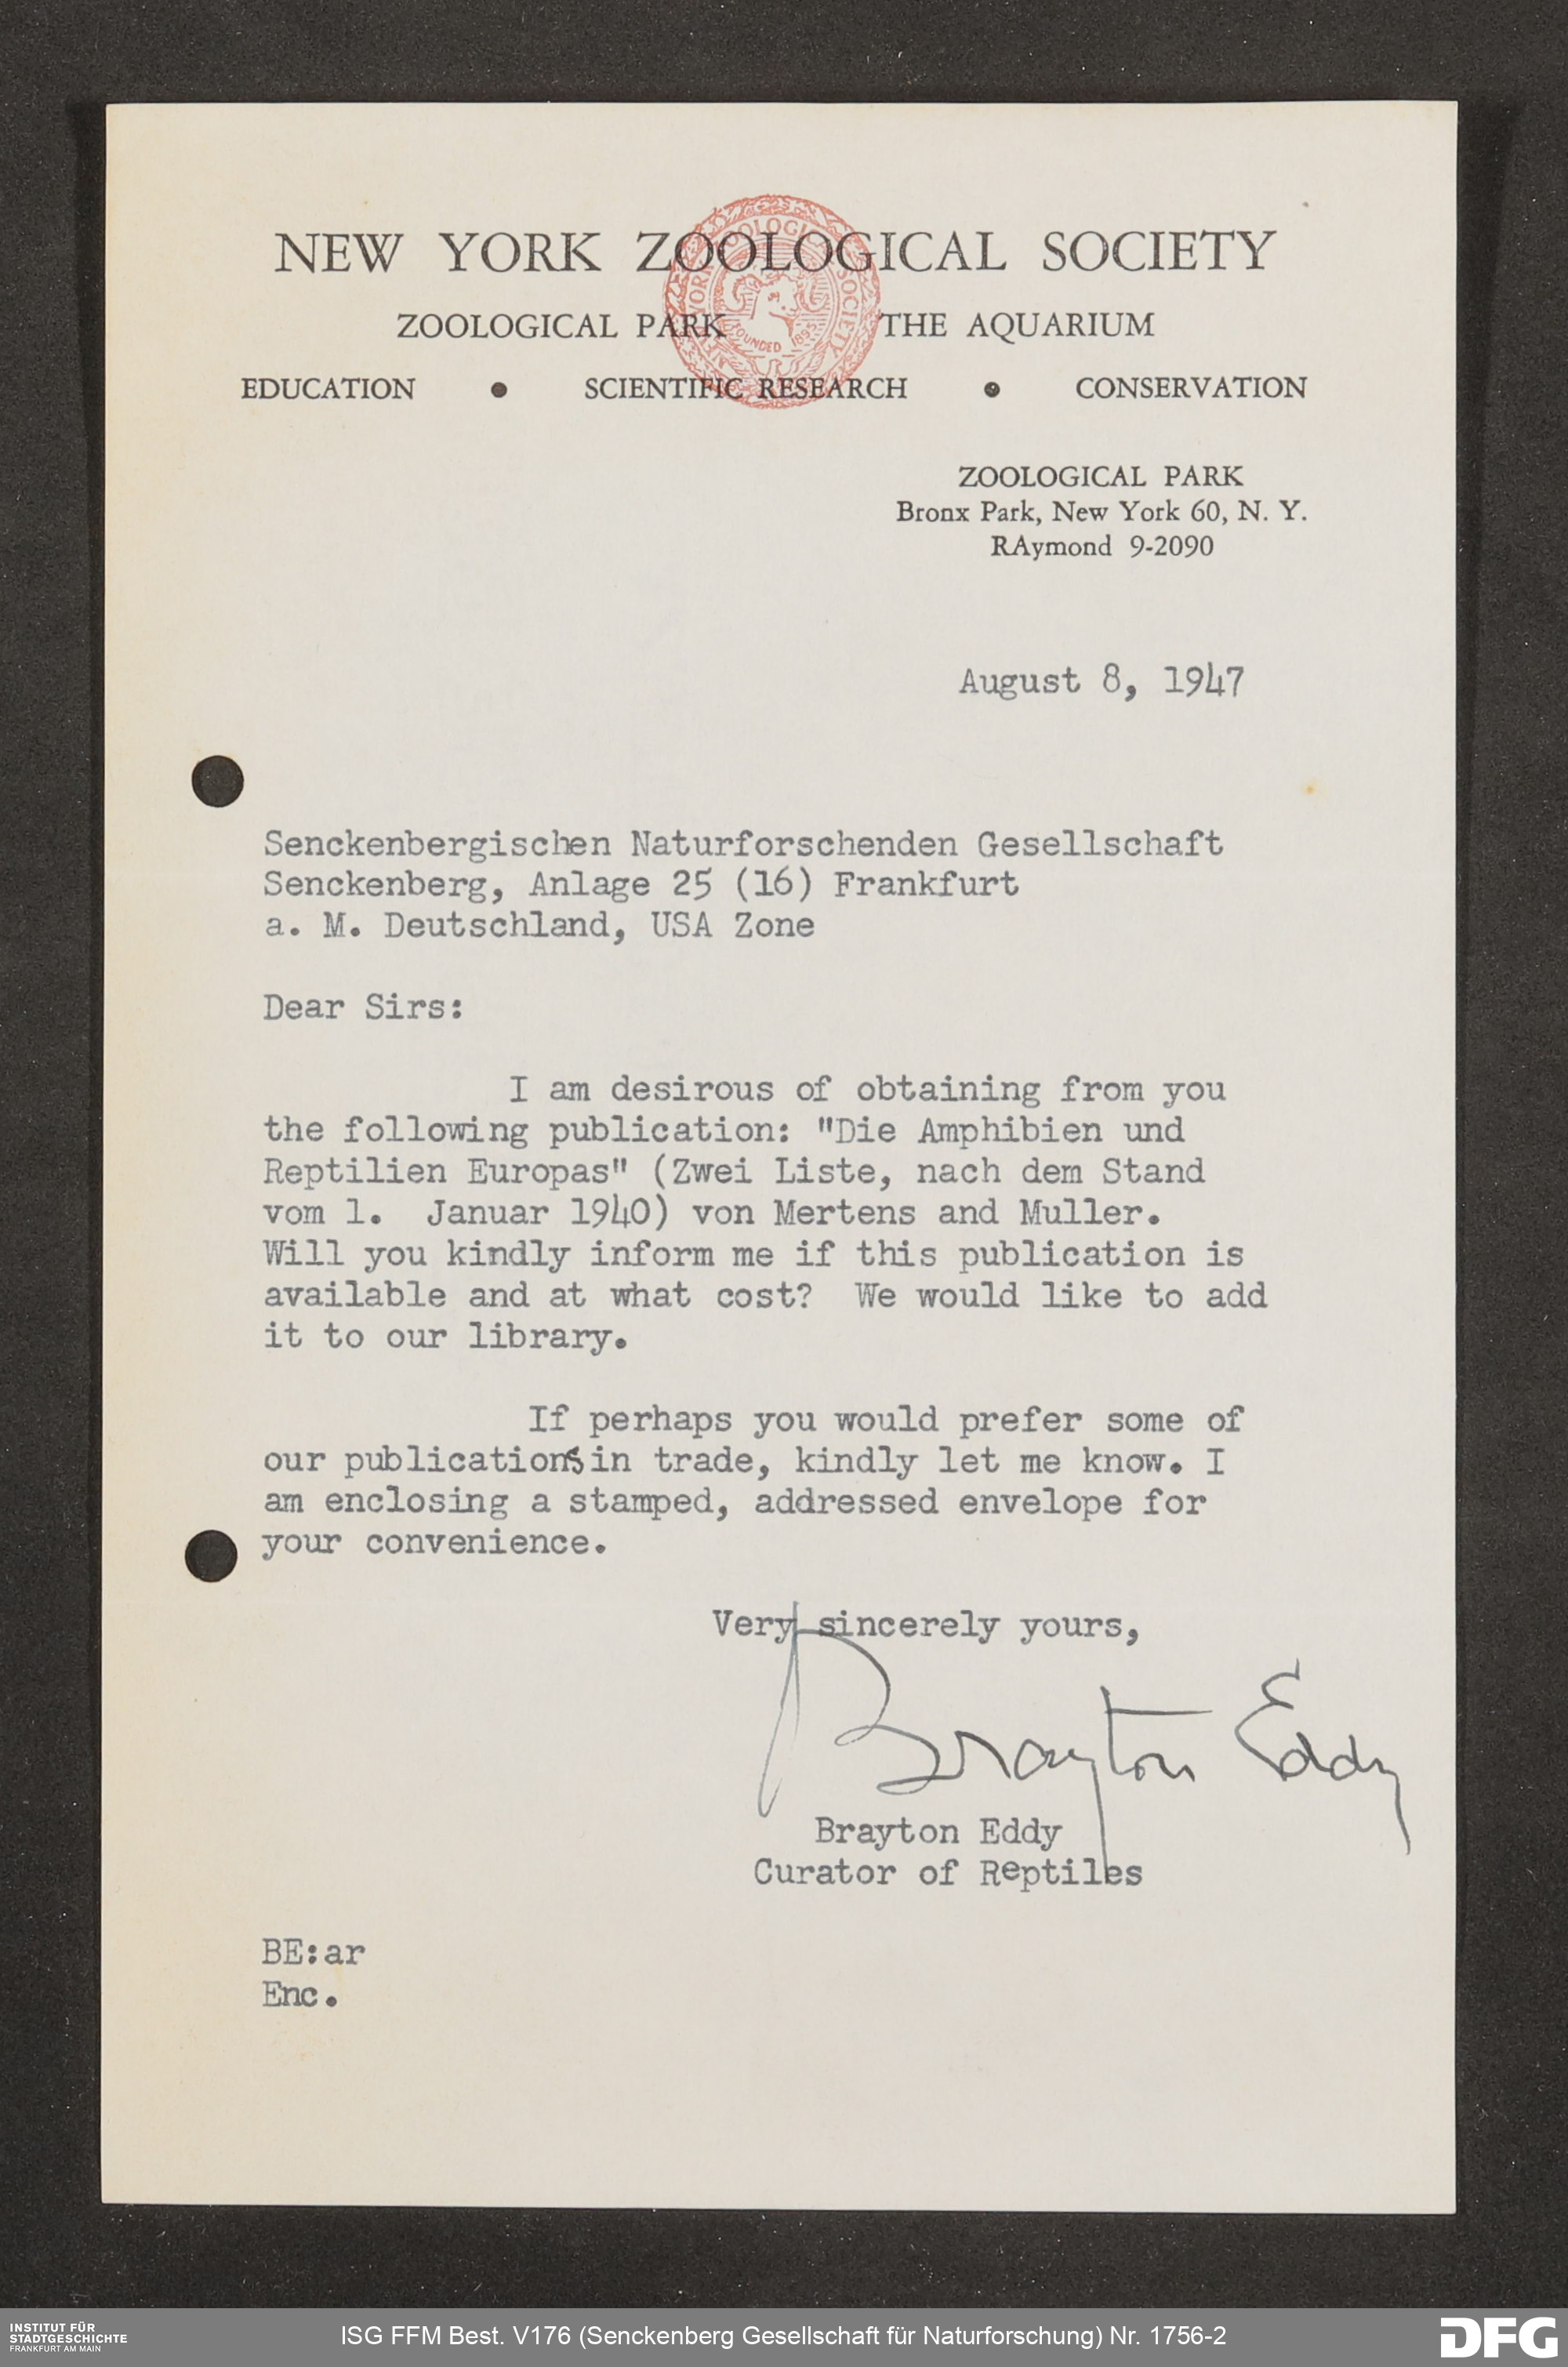 NEW YORK ZOOLOGICAL SOCIETY
ZOOLOGICAL PARK THE AQUARIUM
NEW YORK ZOOLOGICAL SOCIETY
FOUNDED 1895
EDUCATION • SCIENTIFIC RESEARCH • CONSERVATION
ZOOLOGICAL PARK
Bronx Park, New York 60, N. Y.
RAymond 9-2090
August 8, 1947
Senckenbergischen Naturforschenden Gesellschaft
Senckenberg, Anlage 25 (16) Frankfurt
a. M. Deutschland, USA Zone
Dear Sirs:
I am desirous of obtaining from you
the following publication: "Die Amphibien und
Reptilien Europas" (Zwei Liste, nach dem Stand
vom 1. Januar 1940) von Mertens and Muller.
Will you kindly inform me if this publication is
available and at what cost? We would like to add
it to our library.
If perhaps you would prefer some of
our publications in trade, kindly let me know. I
am enclosing a stamped, addressed envelope for
your convenience.
Very sincerely yours,
Brayton Eddy
Brayton Eddy
Curator of Reptiles
BE:ar
Enc.
INSTITUT FÜR
STADTGESCHICHTE
FRANKFURT AM MAIN
ISG FFM Best. V176 (Senckenberg Gesellschaft für Naturforschung) Nr. 1756-2
DFG